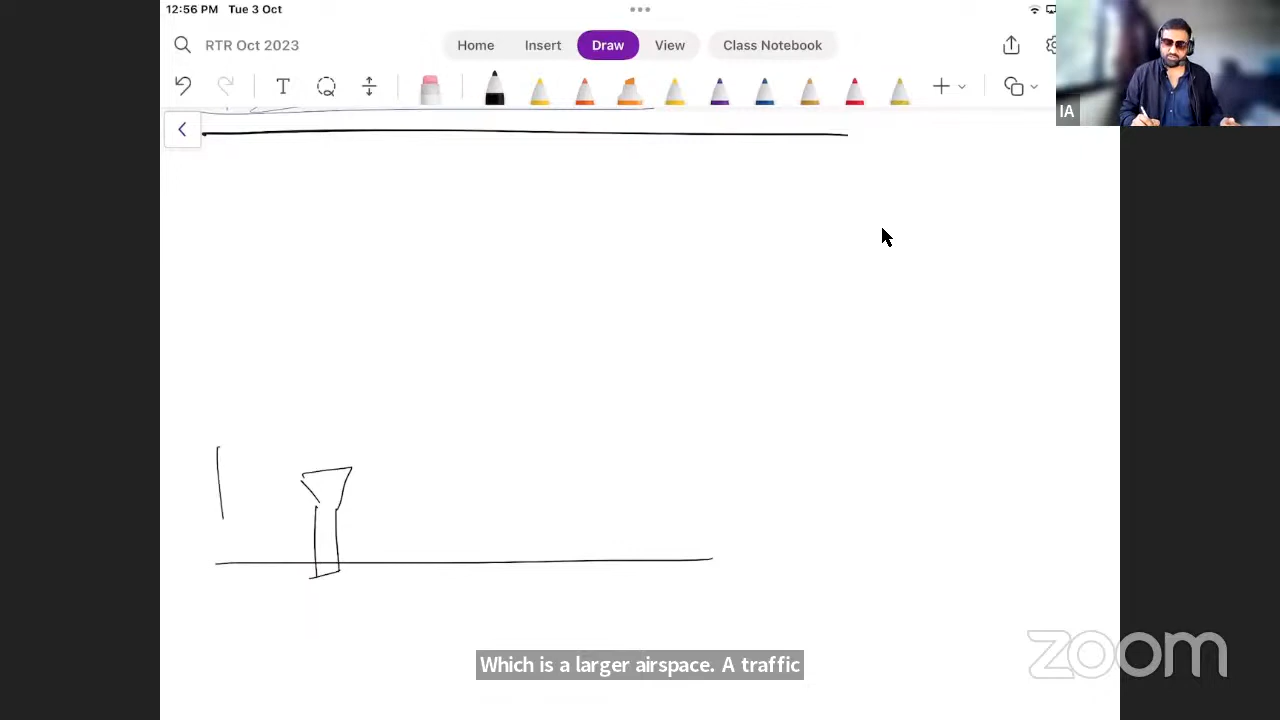 12:56 PM Tue 3 Oct
RTR Oct 2023
Home Insert Draw View Class Notebook
T
IA
Which is a larger airspace. A traffic
zoom